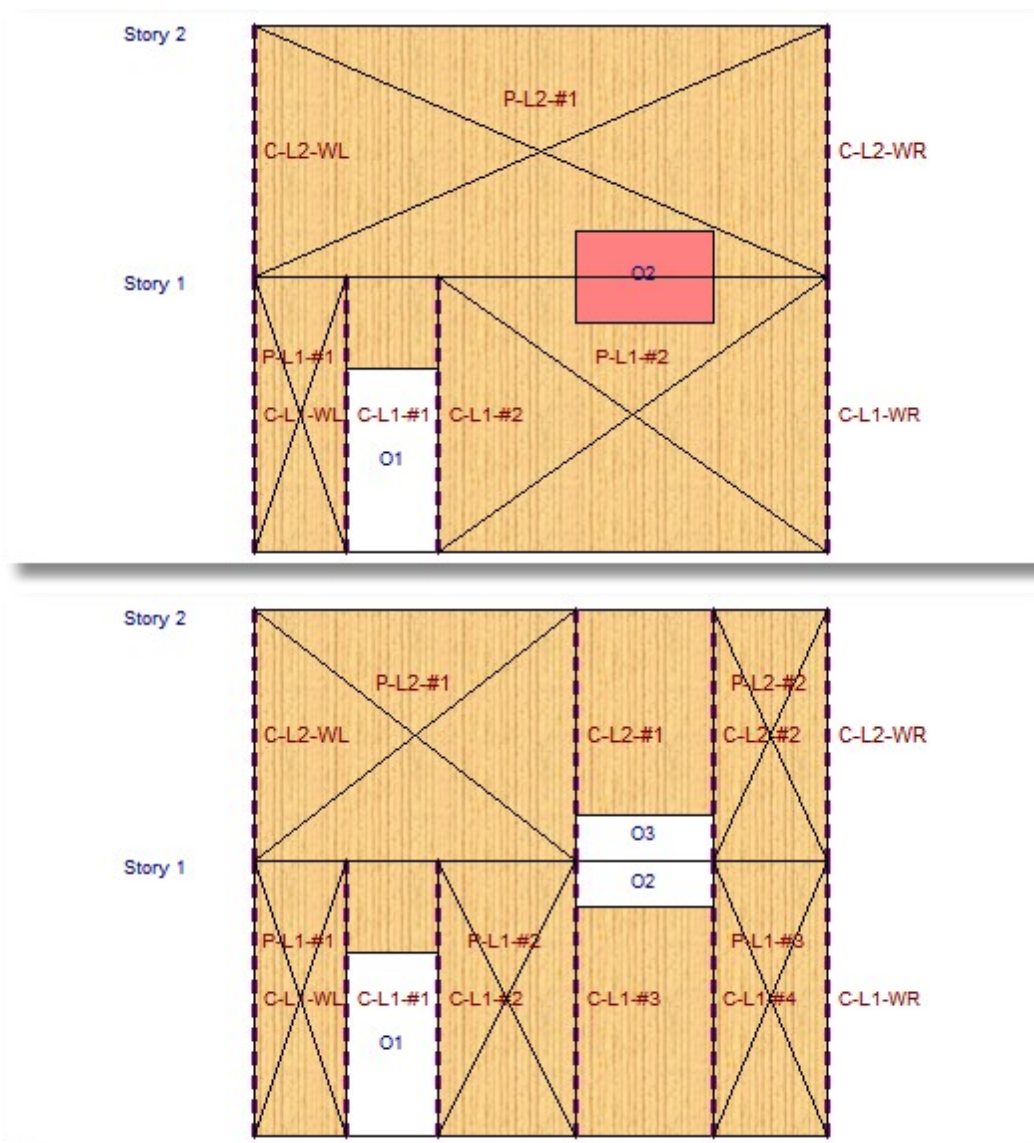 Story 2
P-L2-#1
C-L2-WL
C-L2-WR
O2
Story 1
P-L1-#1
P-L1-#2
C-L1-WL
C-L1-#1
C-L1-#2
C-L1-WR
O1
Story 2
P-L2-#1
P-L2-#2
C-L2-WL
C-L2-#1
C-L2-#2
C-L2-WR
O3
Story 1
O2
P-L1-#1
P-L1-#2
P-L1-#3
C-L1-WL
C-L1-#1
C-L1-#2
C-L1-#3
C-L1-#4
C-L1-WR
O1